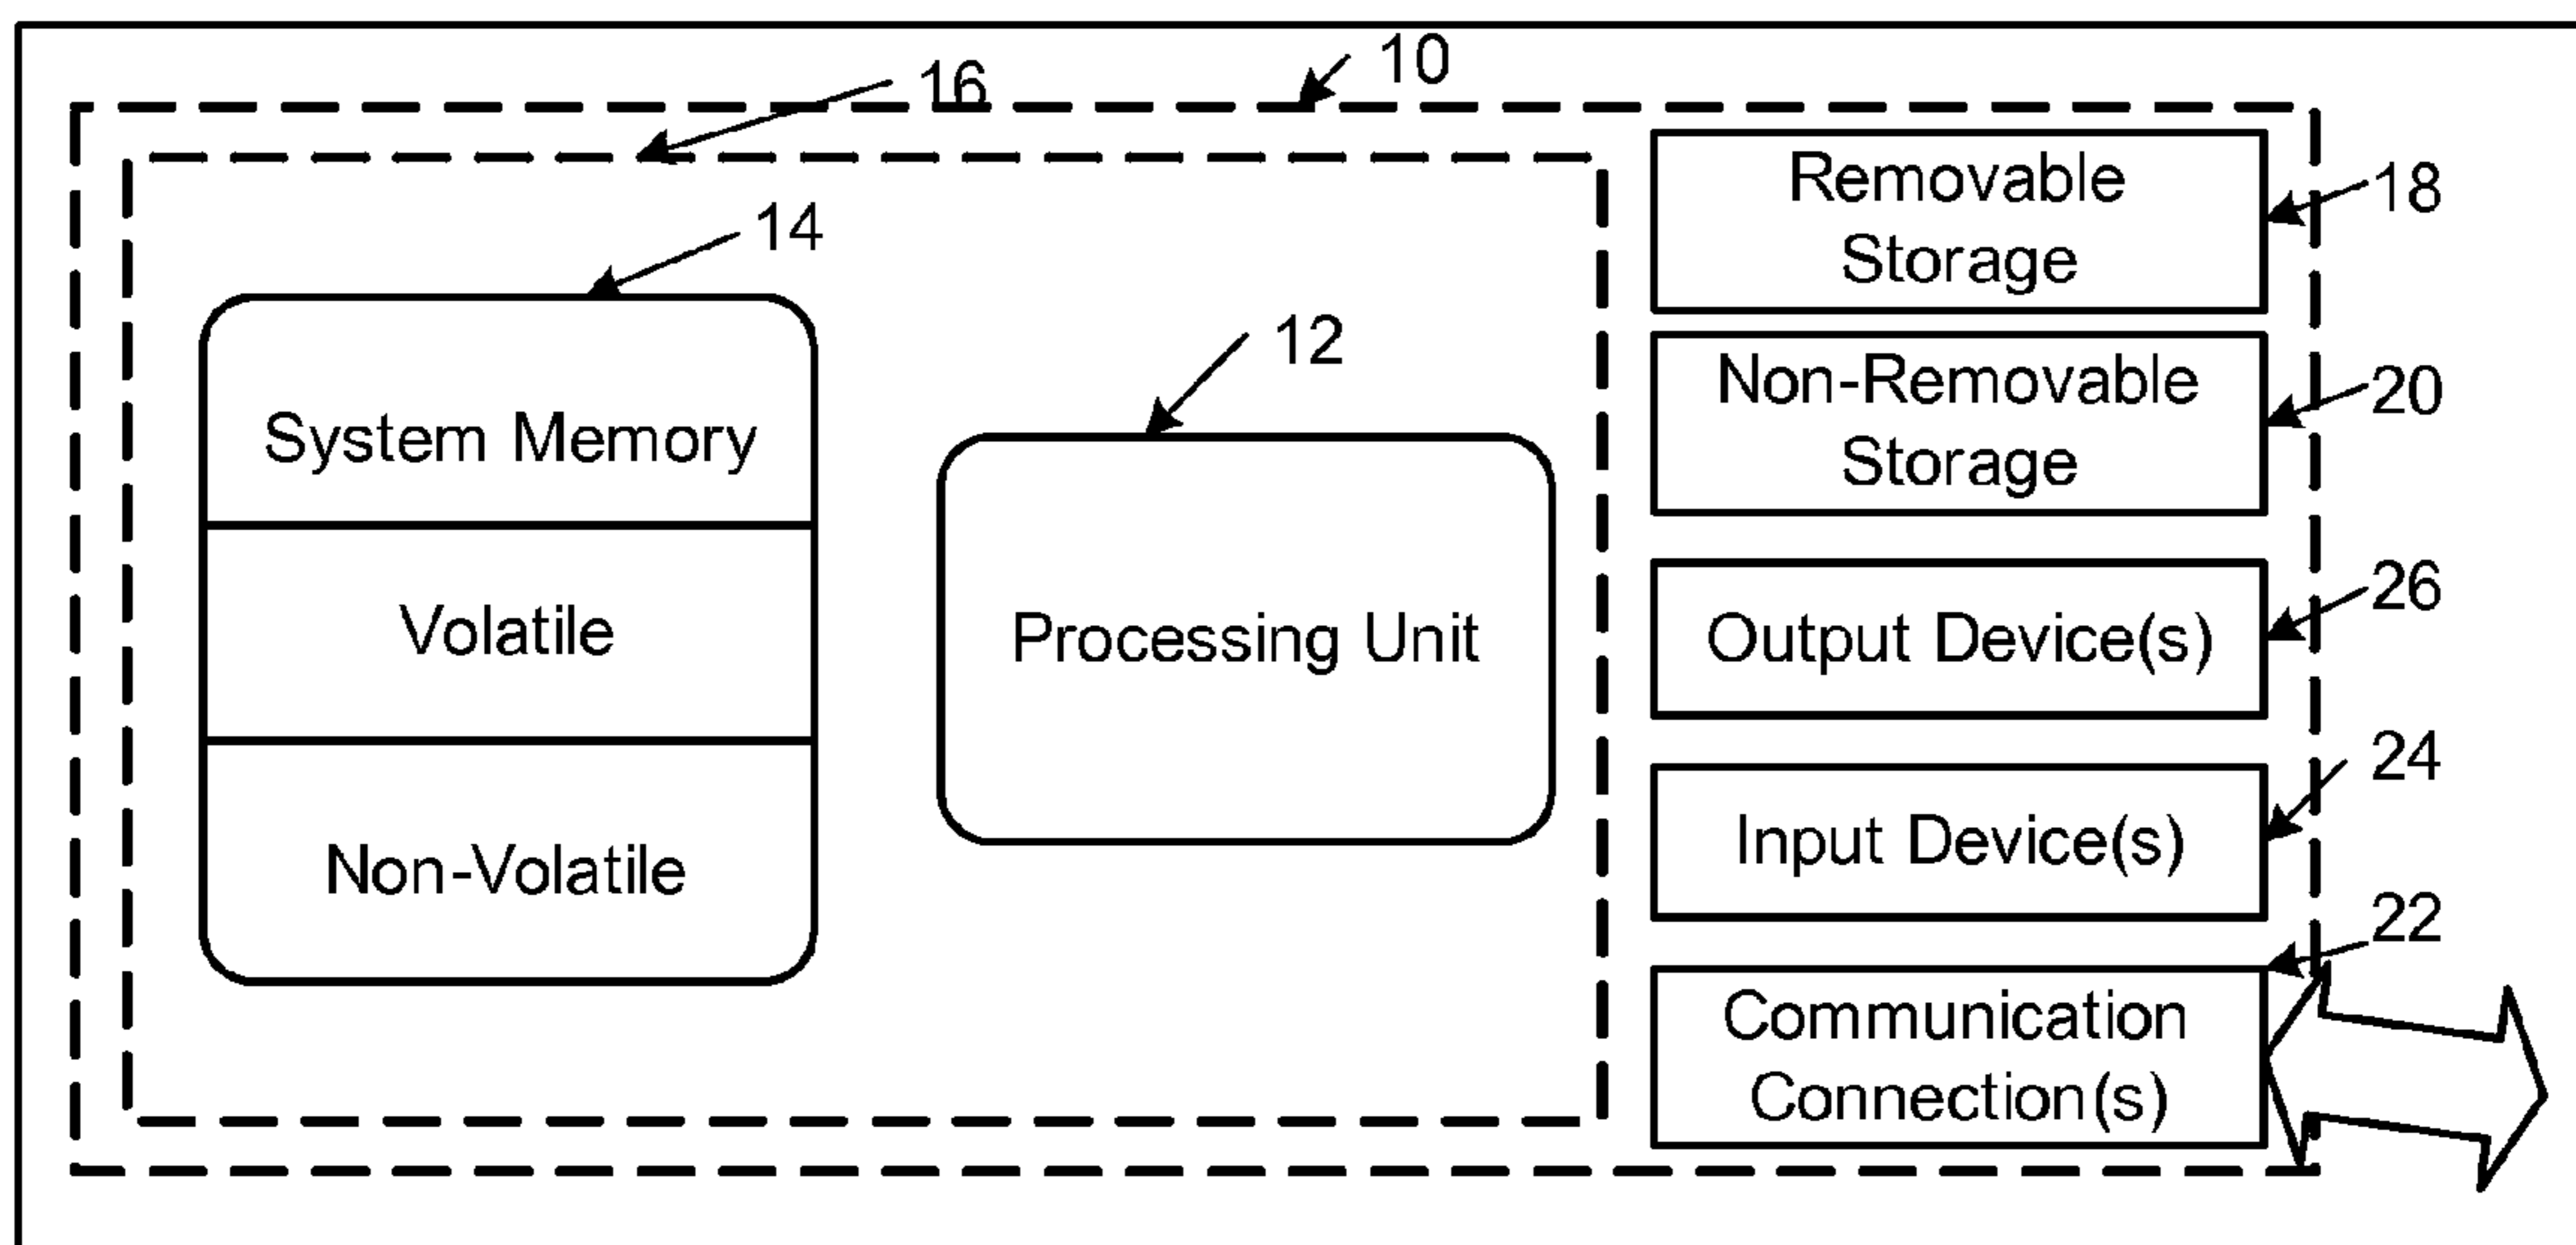 10
16
14
12
System Memory
Volatile
Non-Volatile
Processing Unit
Removable
Storage
18
Non-Removable
Storage
20
Output Device(s)
26
Input Device(s)
24
Communication
Connection(s)
22